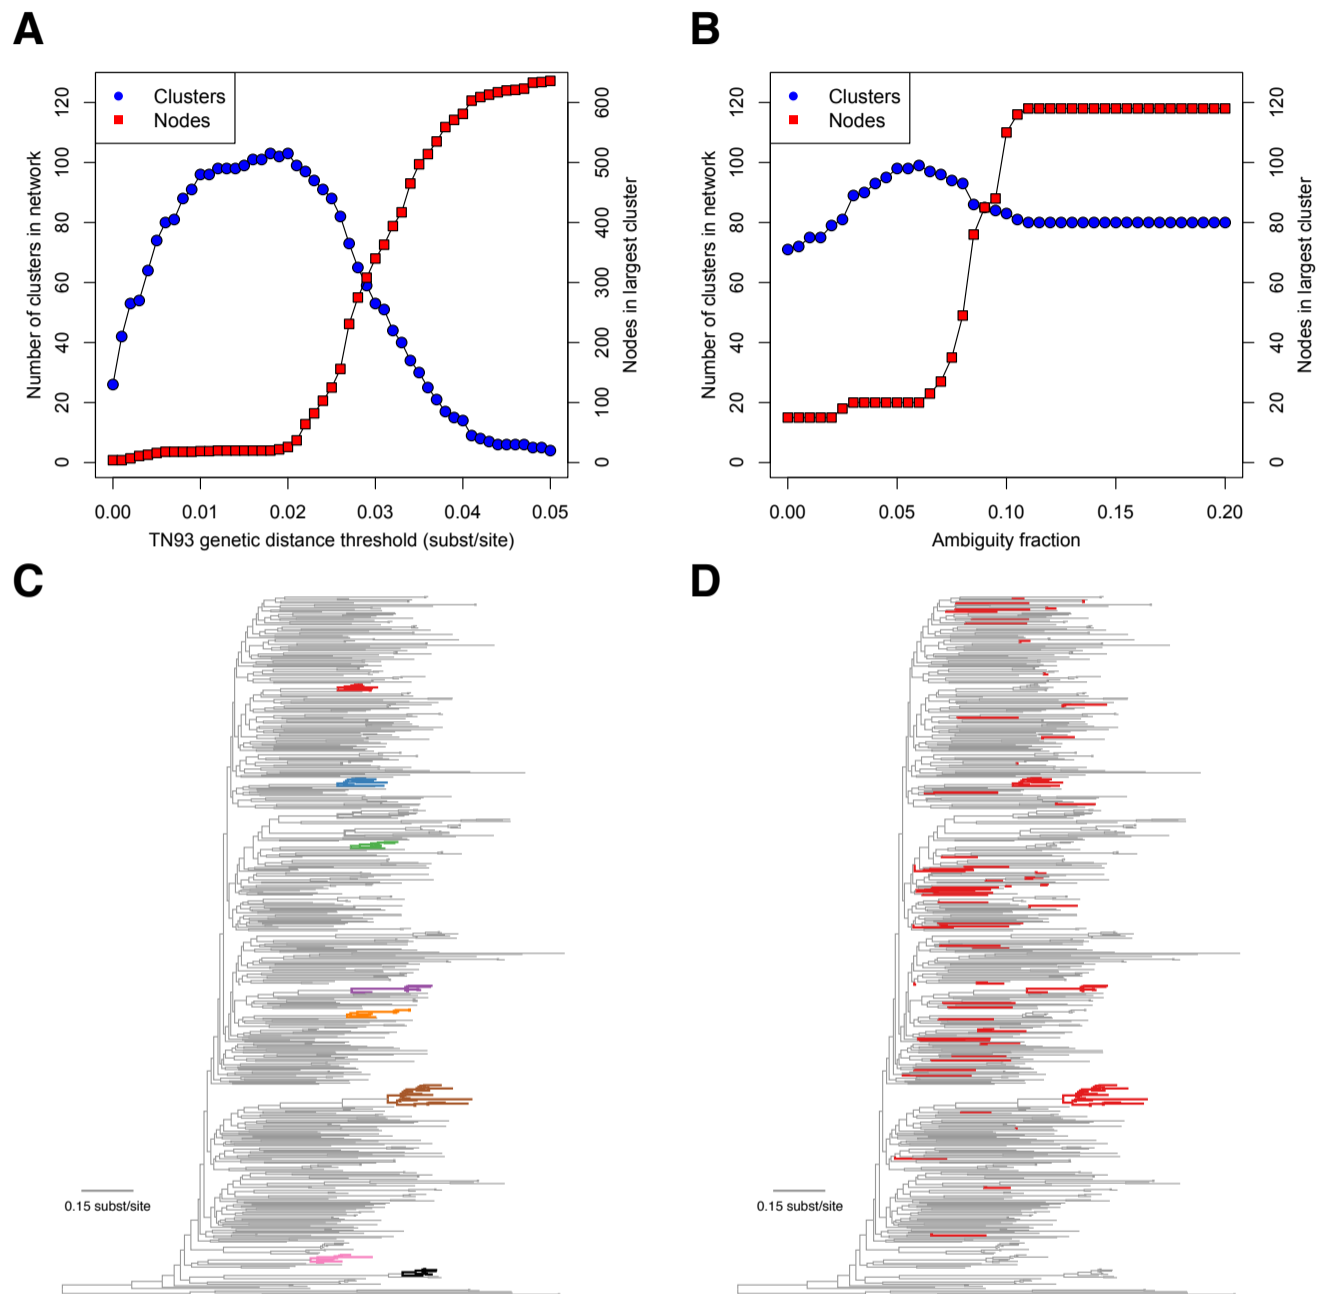 A
B
Clusters
Nodes
Number of clusters in network
0
20
40
60
80
100
120
Nodes in largest cluster
0
100
200
300
400
500
600
0.00 0.01 0.02 0.03 0.04 0.05
TN93 genetic distance threshold (subst/site)
Clusters
Nodes
Number of clusters in network
0
20
40
60
80
100
120
Nodes in largest cluster
0
20
40
60
80
100
120
0.00 0.05 0.10 0.15 0.20
Ambiguity fraction
C
D
0.15 subst/site
0.15 subst/site